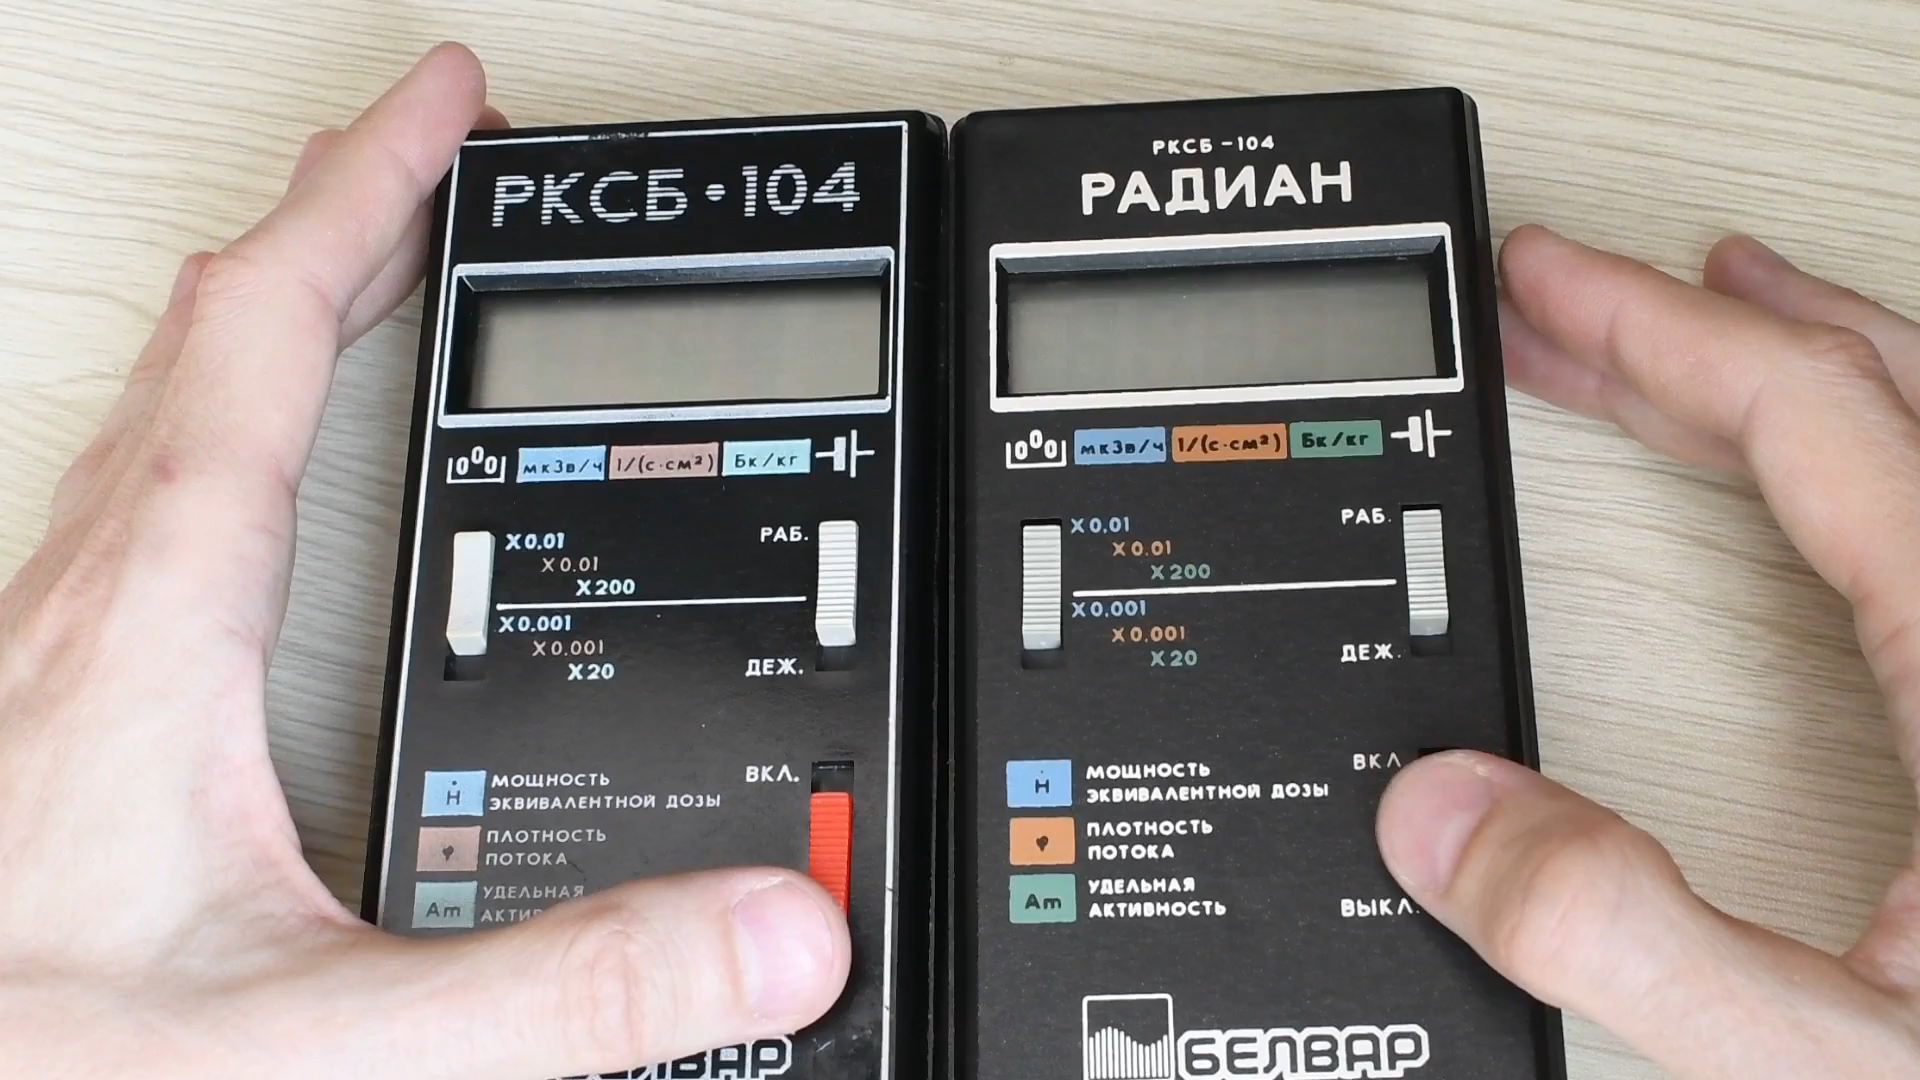 РКСБ•104
мкЗв/ч 1/(с·см²) Бк/кг
Х0.01
Х0.01
Х200
РАБ.
Х0.001
Х0.001
Х20
ДЕЖ.
ВКЛ.
Ḣ МОЩНОСТЬ
ЭКВИВАЛЕНТНОЙ ДОЗЫ
φ ПЛОТНОСТЬ
ПОТОКА
Am УДЕЛЬНАЯ
РКСБ-104
РАДИАН
мкЗв/ч 1/(с·см²) Бк/кг
Х0.01
Х0.01
Х200
РАБ.
Х0.001
Х0.001
Х20
ДЕЖ.
ВКЛ
Ḣ МОЩНОСТЬ
ЭКВИВАЛЕНТНОЙ ДОЗЫ
φ ПЛОТНОСТЬ
ПОТОКА
Am УДЕЛЬНАЯ
АКТИВНОСТЬ
ВЫКЛ.
БЕЛВАР